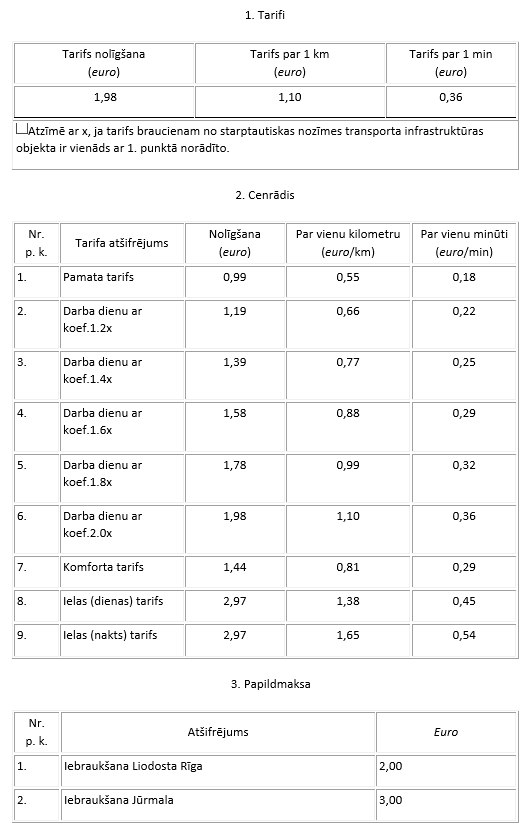 1. Tarifi
Tarifs nolīgšana
(euro)
Tarifs par 1 km
(euro)
Tarifs par 1 min
(euro)
1,98
1,10
0,36
Atzīmē ar x, ja tarifs braucienam no starptautiskas nozīmes transporta infrastruktūras
objekta ir vienāds ar 1. punktā norādīto.
2. Cenrādis
Nr.
p. k.
Tarifa atšifrējums
Nolīgšana
(euro)
Par vienu kilometru
(euro/km)
Par vienu minūti
(euro/min)
1.
Pamata tarifs
0,99
0,55
0,18
2.
Darba dienu ar
koef.1.2x
1,19
0,66
0,22
3.
Darba dienu ar
koef.1.4x
1,39
0,77
0,25
4.
Darba dienu ar
koef.1.6x
1,58
0,88
0,29
5.
Darba dienu ar
koef.1.8x
1,78
0,99
0,32
6.
Darba dienu ar
koef.2.0x
1,98
1,10
0,36
7.
Komforta tarifs
1,44
0,81
0,29
8.
Ielas (dienas) tarifs
2,97
1,38
0,45
9.
Ielas (nakts) tarifs
2,97
1,65
0,54
3. Papildmaksa
Nr.
p. k.
Atšifrējums
Euro
1.
Iebraukšana Liodosta Rīga
2,00
2.
Iebraukšana Jūrmala
3,00